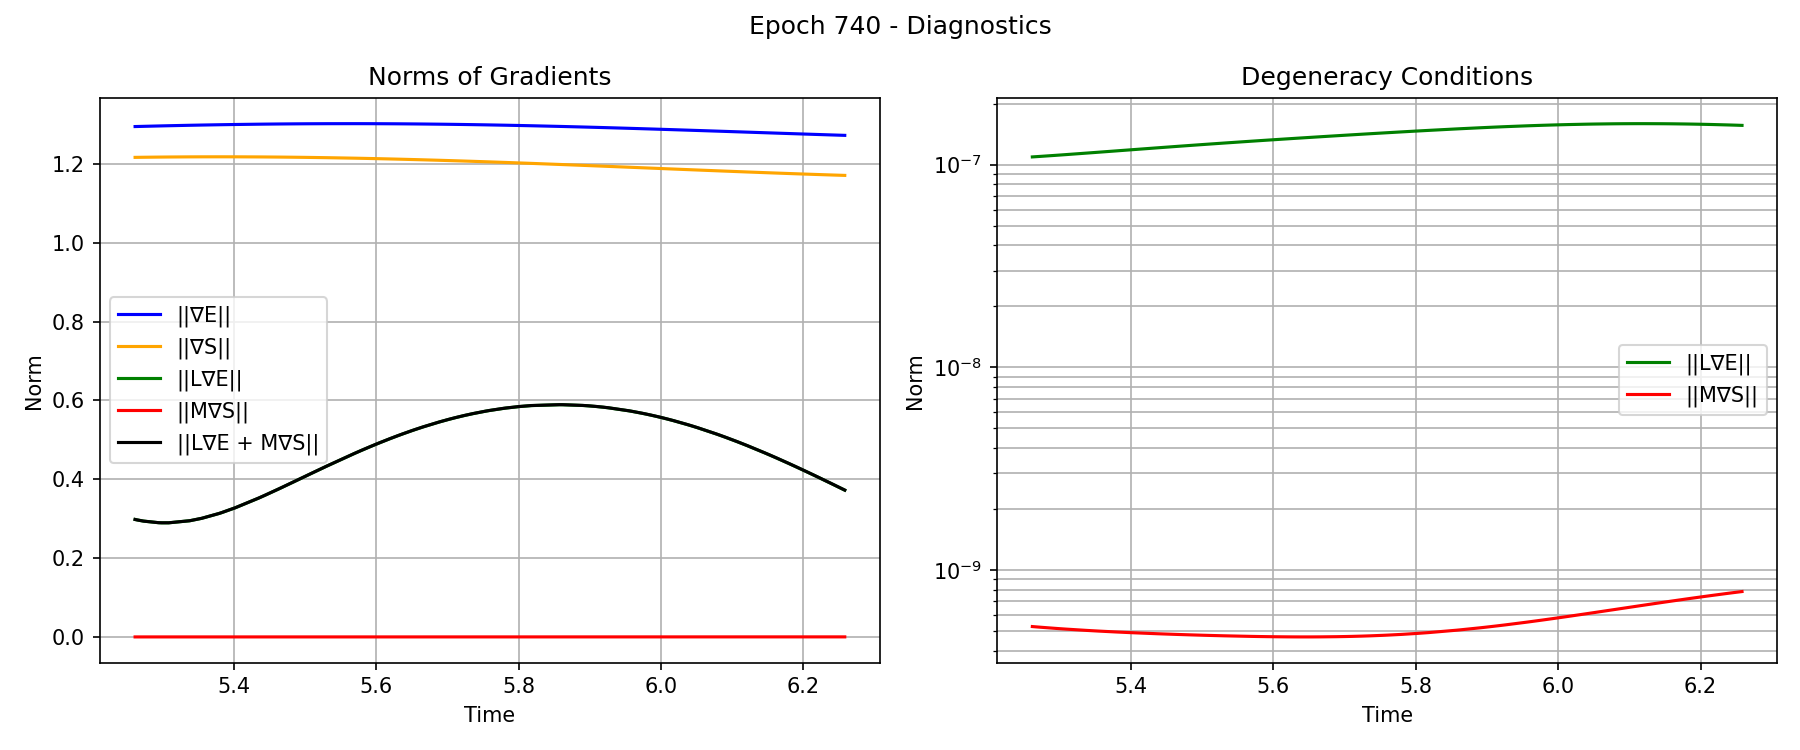 Epoch 740 - Diagnostics
Norms of Gradients
Norm
1.2
1.0
0.8
0.6
0.4
0.2
0.0
||∇E||
||∇S||
||L∇E||
||M∇S||
||L∇E + M∇S||
5.4 5.6 5.8 6.0 6.2
Time
Degeneracy Conditions
Norm
10⁻⁷
10⁻⁸
10⁻⁹
||L∇E||
||M∇S||
5.4 5.6 5.8 6.0 6.2
Time